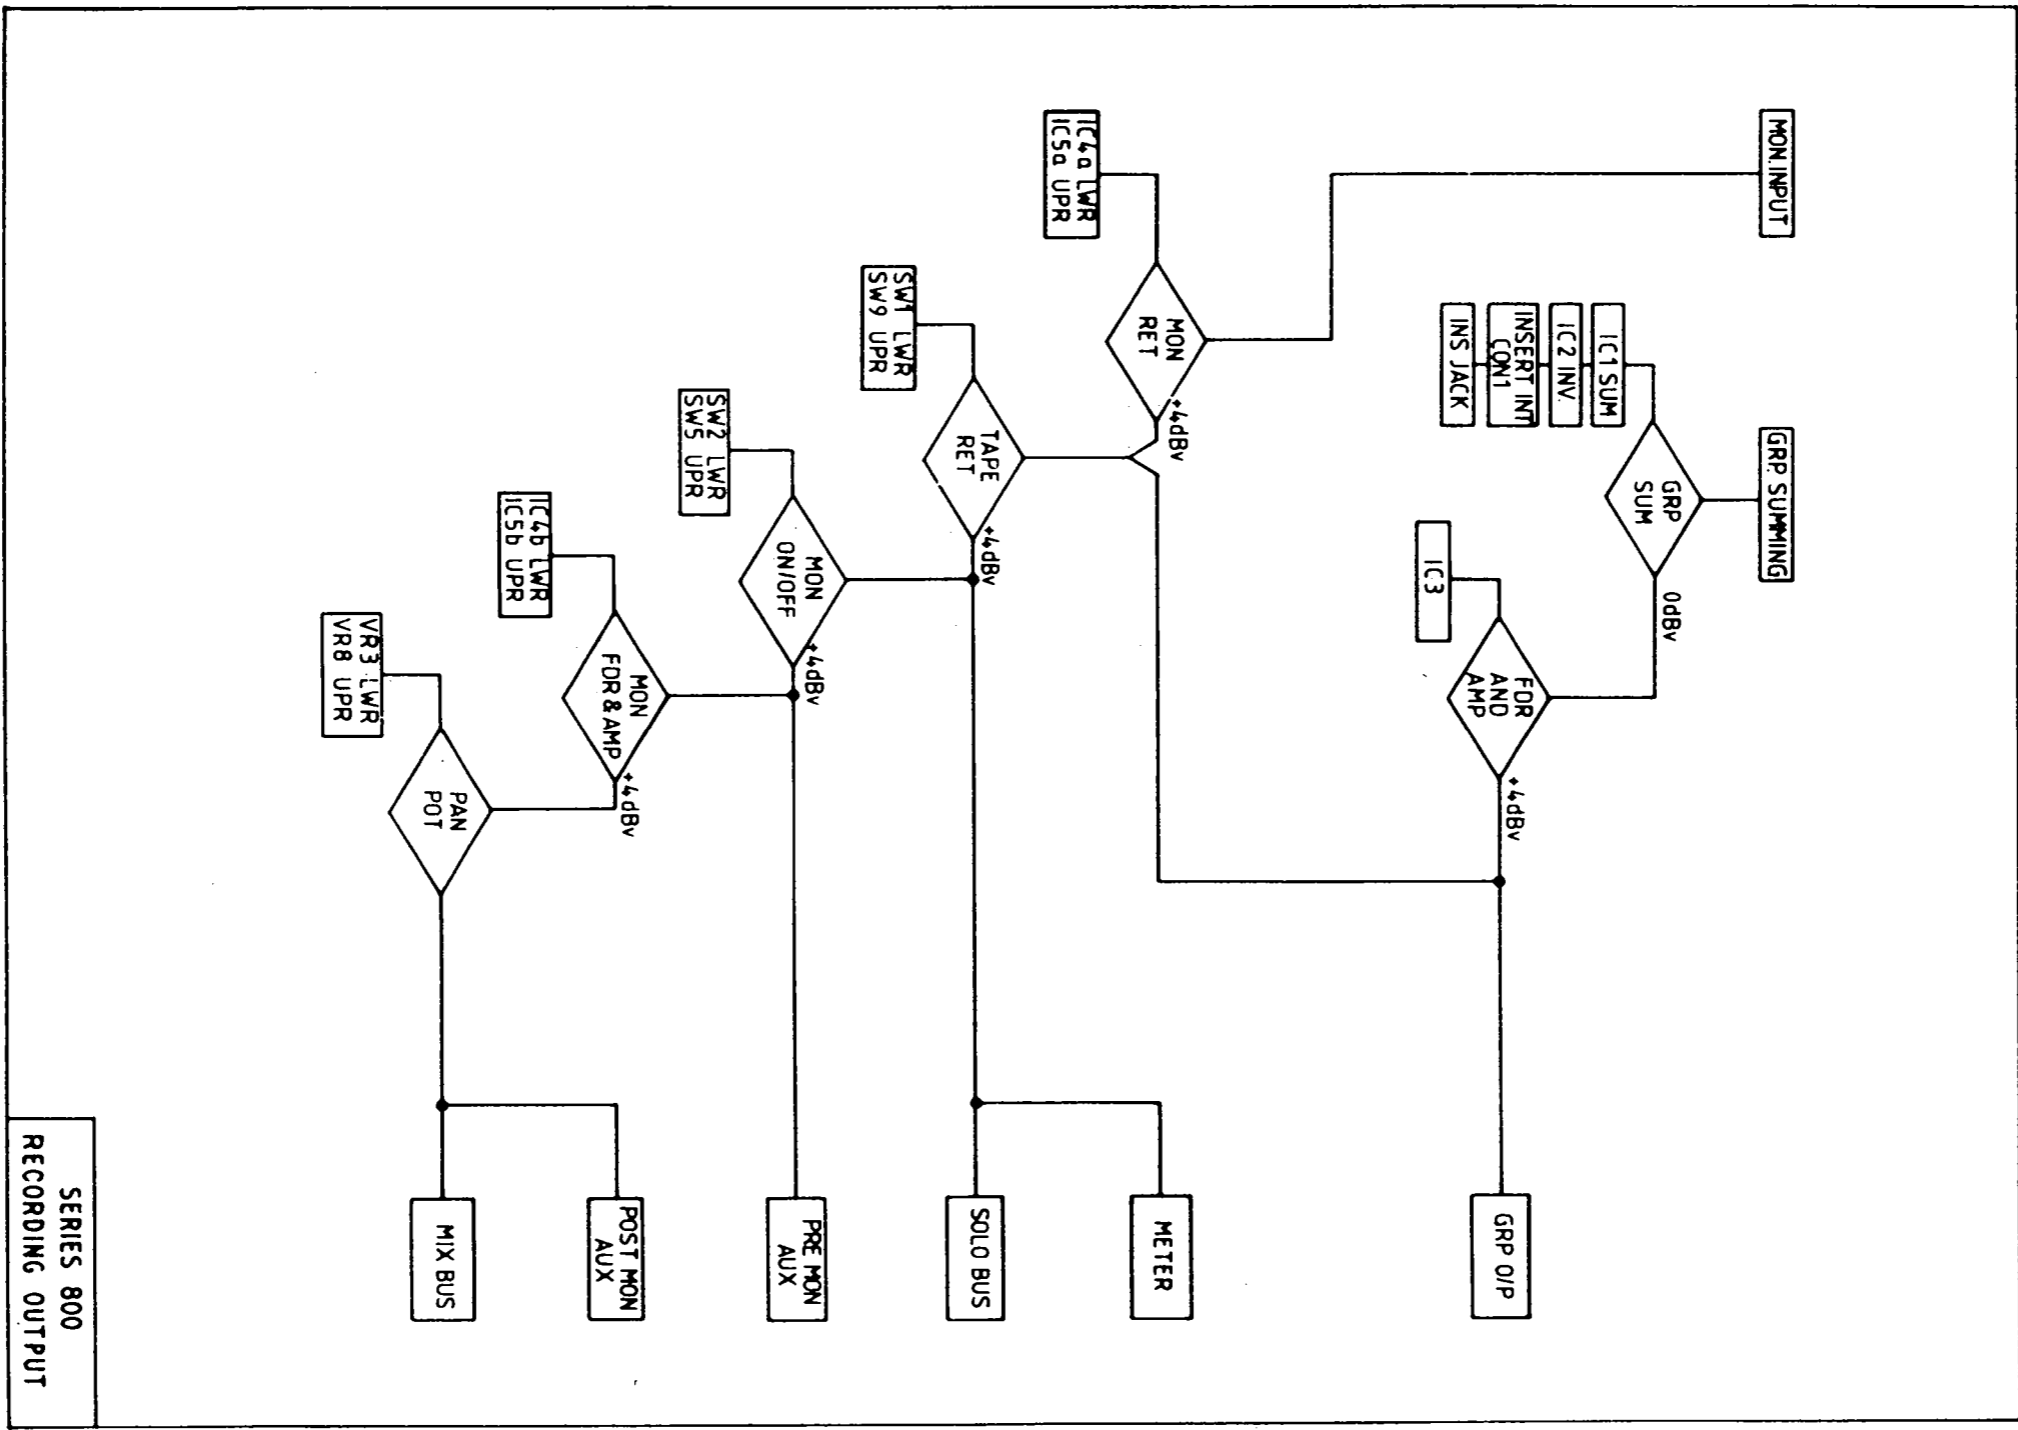 GRP. SUMMING
GRP
SUM
0dBv
IC1 SUM
IC2 INV.
INSERT INT
CON1
INS JACK
FDR
AND
AMP
+4dBv
IC3
GRP O/P
MON.INPUT
MON
RET
+4dBv
IC4a LWR
IC5a UPR
TAPE
RET
+4dBv
SW1 LWR
SW9 UPR
METER
SOLO BUS
MON
ON/OFF
+4dBv
SW2 LWR
SW5 UPR
PRE MON
AUX
MON
FDR & AMP
+4dBv
IC4b LWR
IC5b UPR
POST MON
AUX
PAN
POT
VR3 LWR
VR8 UPR
MIX BUS
SERIES 800
RECORDING OUTPUT